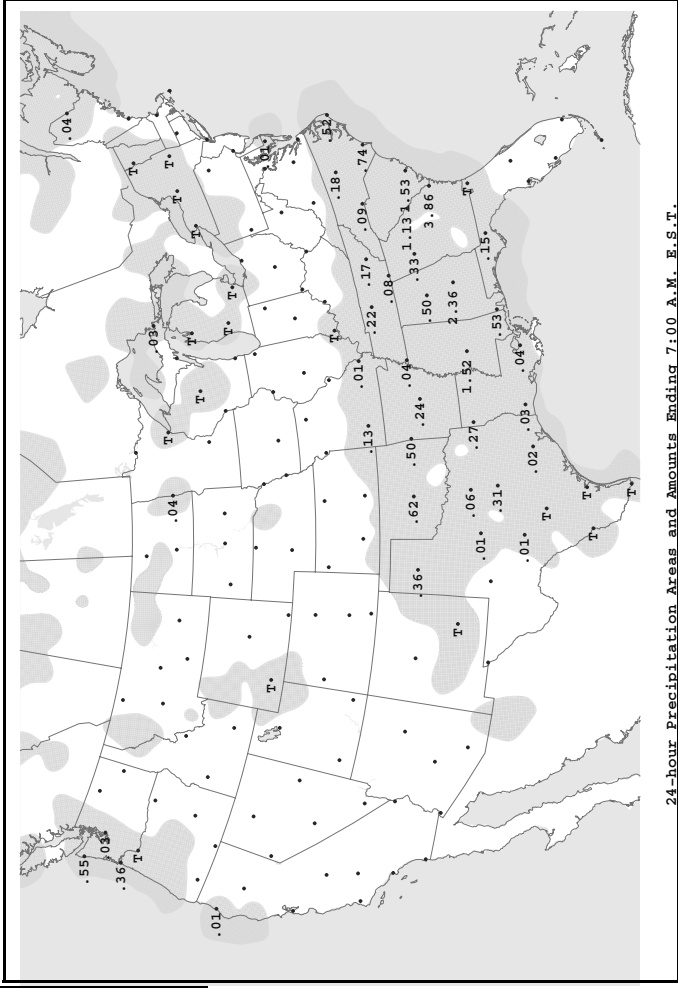 .04
.55
.03
.36
T
T
.03
T
T
.04
T
T
T
T
.01
T
T
.01
T
.52
T
.18
.01
.74
.09
.17
.13
.22
.08
.36
.62
.50
.04
.33
1.13
1.53
.24
.50
3.86
2.36
T
1.52
T
.06
.27
.01
.15
.31
.53
.04
.03
.01
.02
T
T
T
T
24-hour Precipitation Areas and Amounts Ending 7:00 A.M. E.S.T.